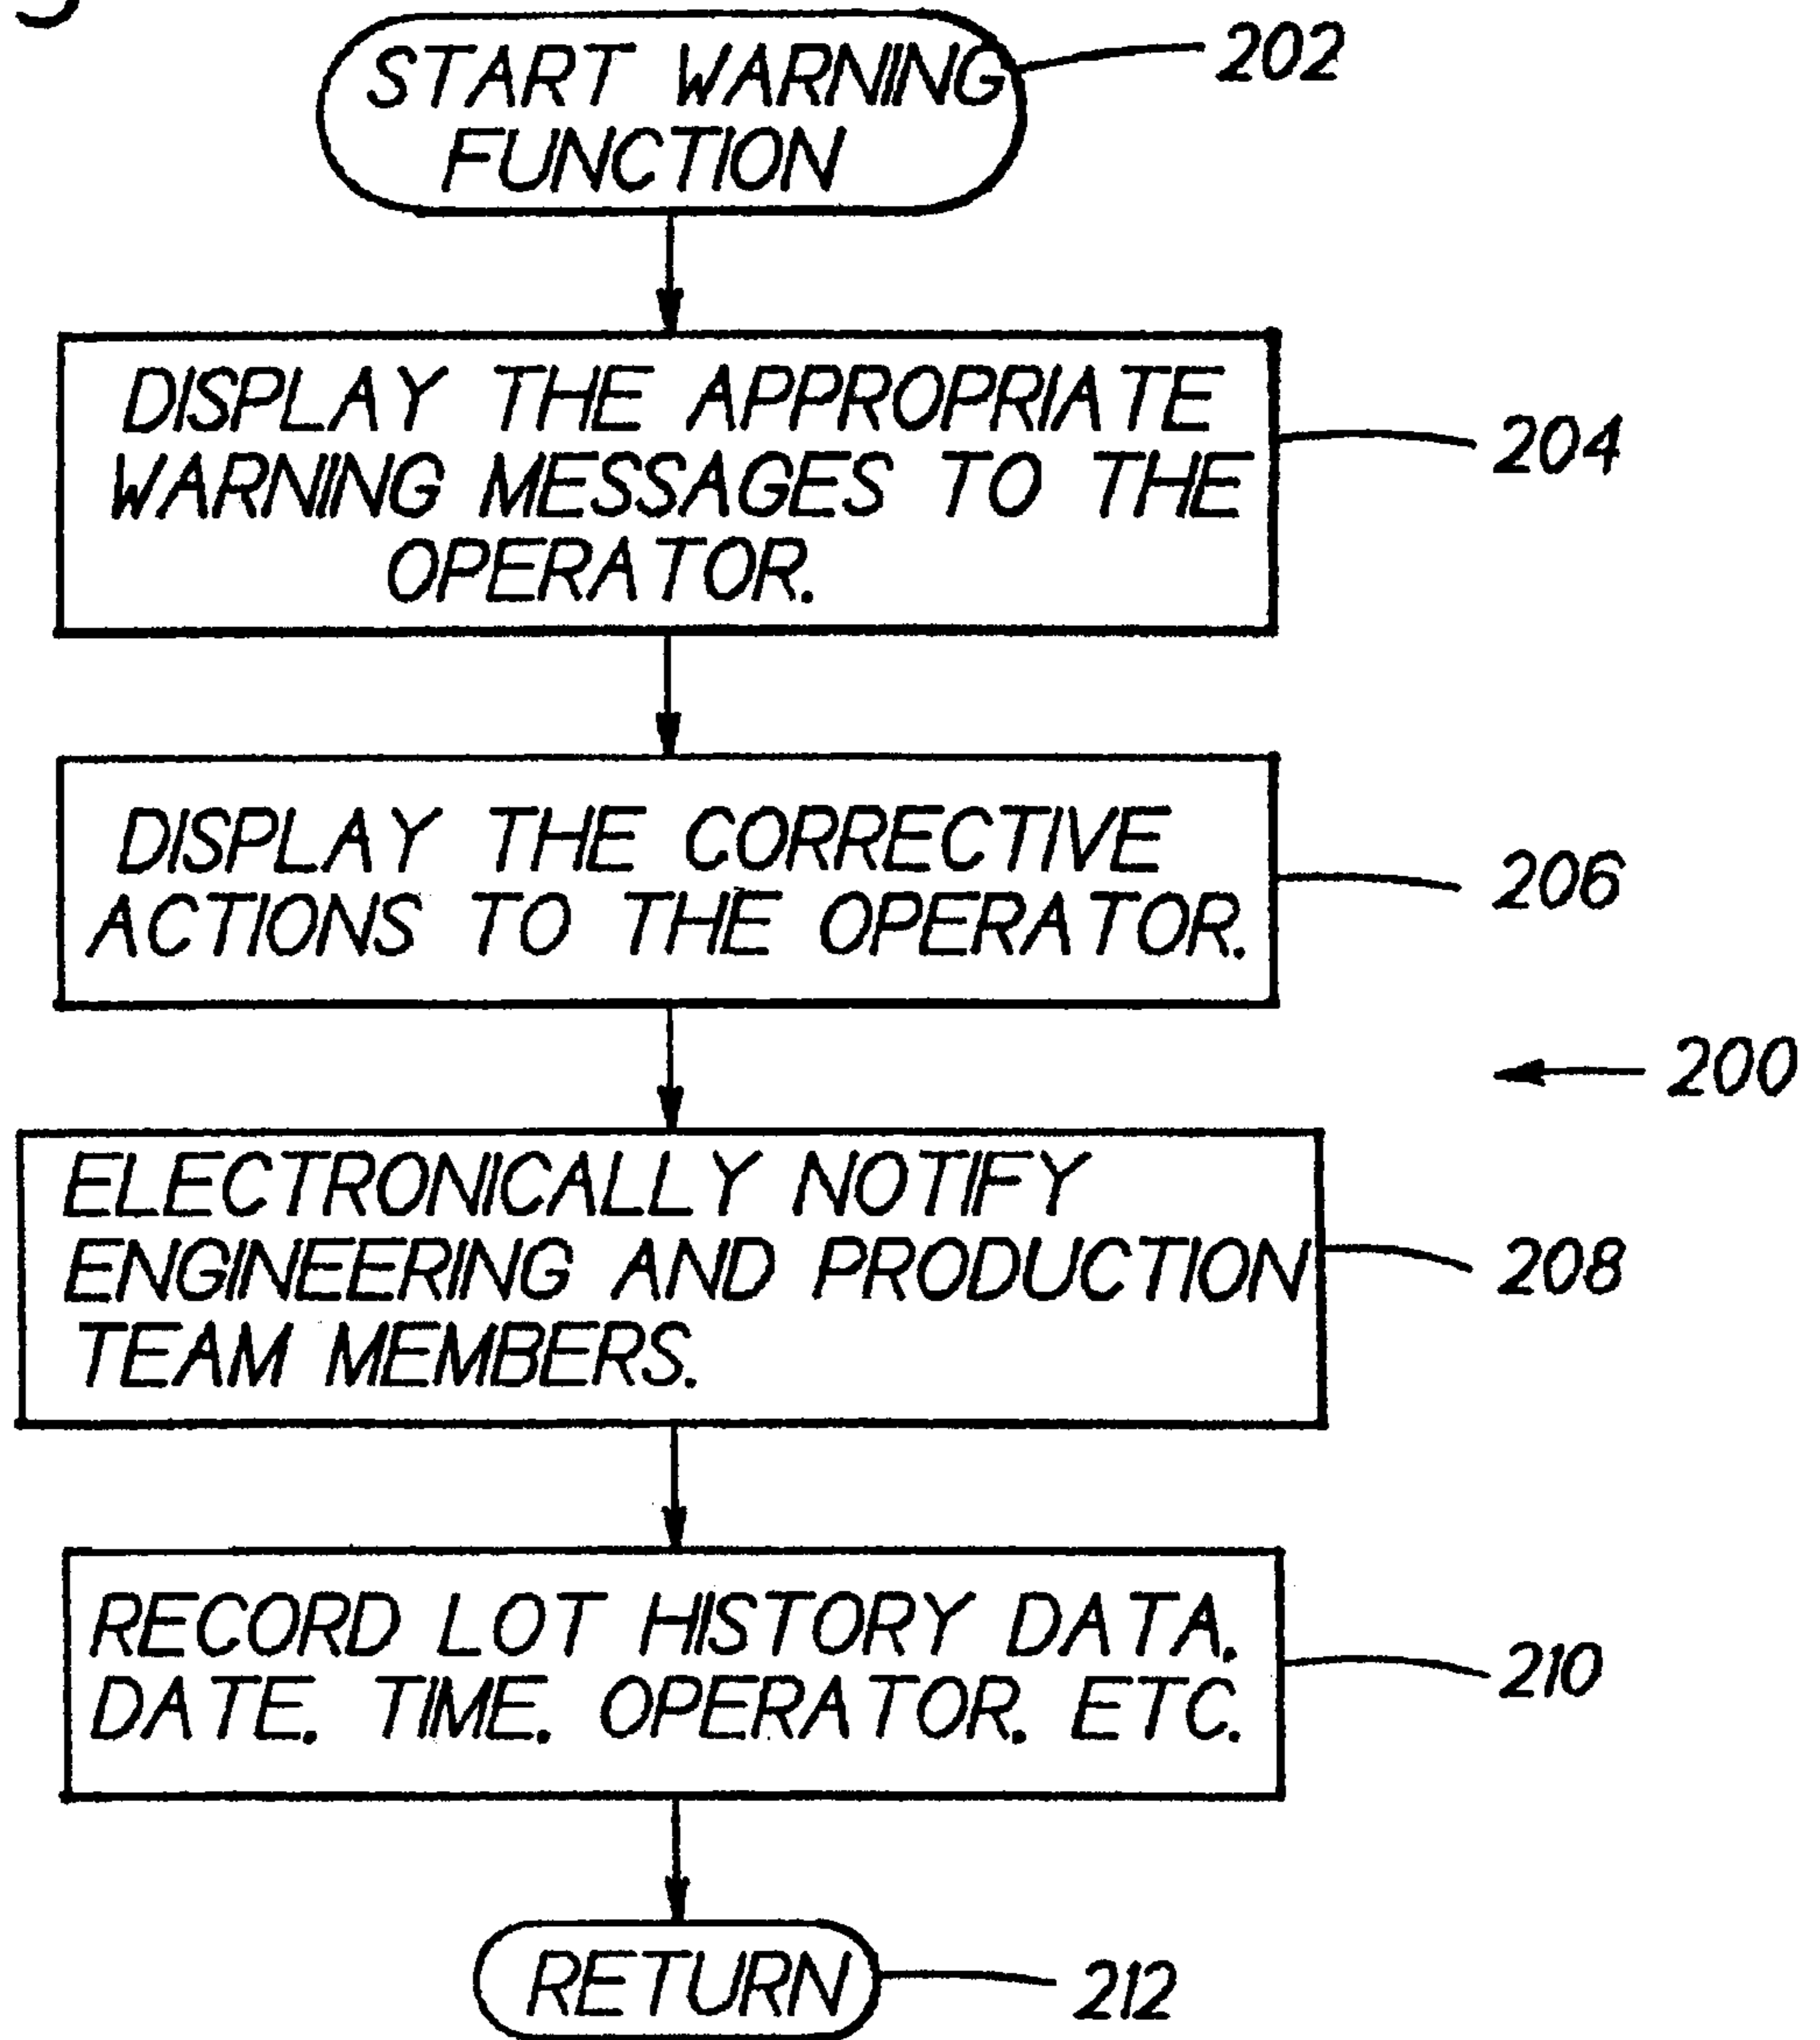 START WARNING
FUNCTION
202
DISPLAY THE APPROPRIATE
WARNING MESSAGES TO THE
OPERATOR.
204
DISPLAY THE CORRECTIVE
ACTIONS TO THE OPERATOR.
206
200
ELECTRONICALLY NOTIFY
ENGINEERING AND PRODUCTION
TEAM MEMBERS.
208
RECORD LOT HISTORY DATA.
DATE. TIME. OPERATOR. ETC.
210
RETURN
212